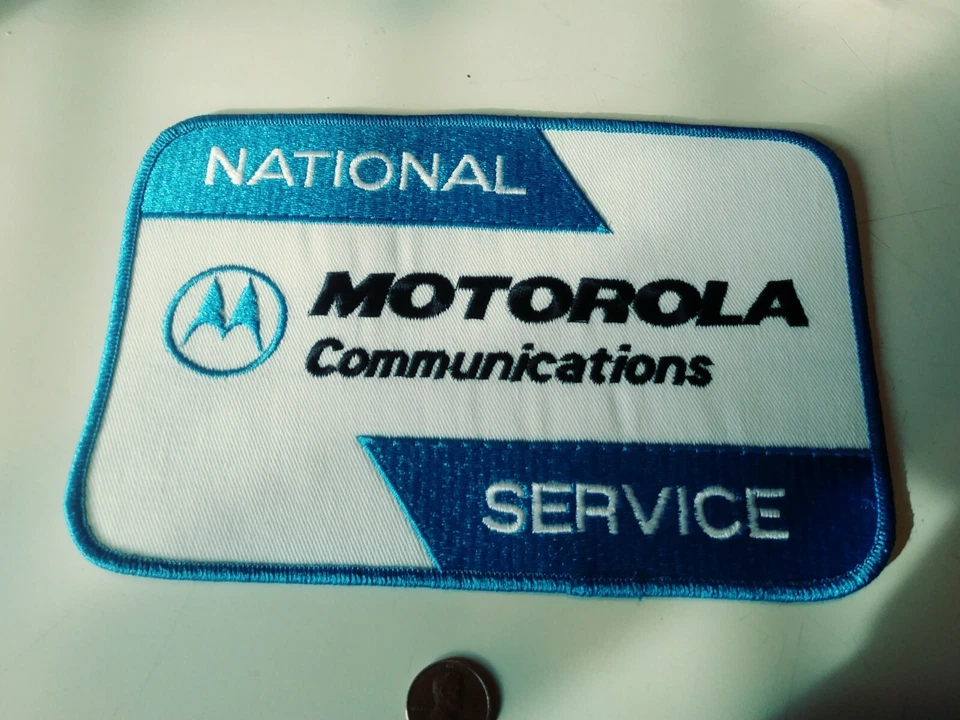 NATIONAL
MOTOROLA
Communications
SERVICE